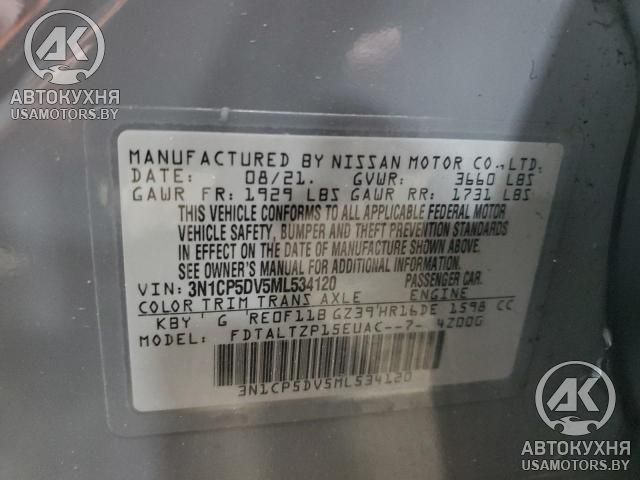 АК
АВТОКУХНЯ
USAMOTORS.BY
MANUFACTURED BY NISSAN MOTOR CO.,LTD.
DATE: 08/21. GVWR: 3660 LBS
GAWR FR: 1929 LBS GAWR RR: 1731 LBS
THIS VEHICLE CONFORMS TO ALL APPLICABLE FEDERAL MOTOR
VEHICLE SAFETY, BUMPER AND THEFT PREVENTION STANDARDS
IN EFFECT ON THE DATE OF MANUFACTURE SHOWN ABOVE.
SEE OWNER'S MANUAL FOR ADDITIONAL INFORMATION.
VIN: 3N1CP5DV5ML534120 PASSENGER CAR.
COLOR TRIM TRANS AXLE ENGINE
KBY G RE0F11B GZ39 HR16DE 1598 CC
MODEL: FDTALTZP15EUAC--7- 4Z00G
3N1CP5DV5ML534120
АК
АВТОКУХНЯ
USAMOTORS.BY